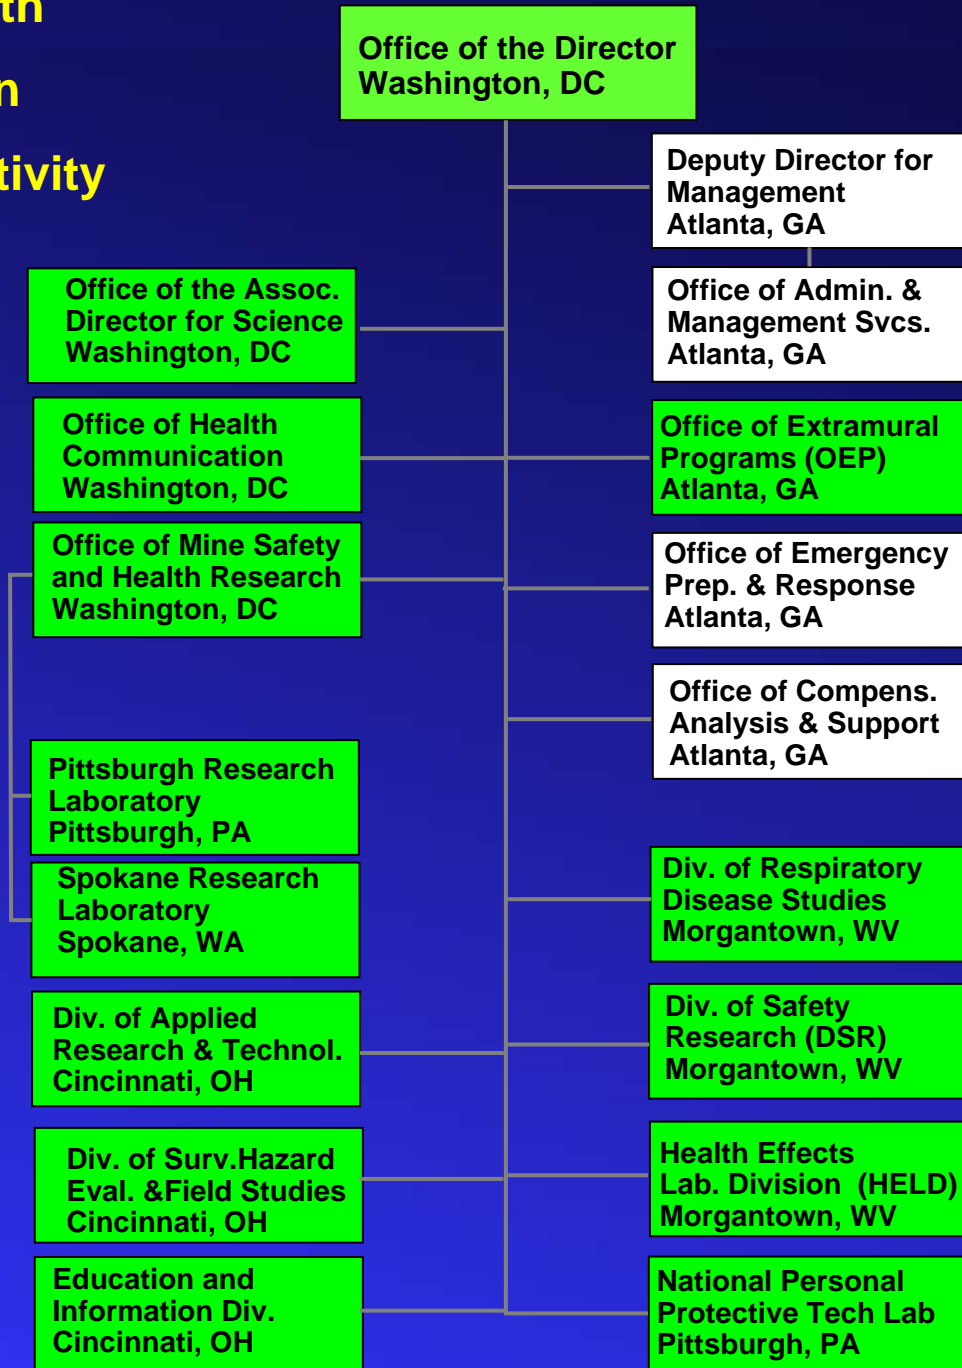 Office of the Director
Washington, DC
Deputy Director for
Management
Atlanta, GA
Office of the Assoc.
Director for Science
Washington, DC
Office of Admin. &
Management Svcs.
Atlanta, GA
Office of Health
Communication
Washington, DC
Office of Extramural
Programs (OEP)
Atlanta, GA
Office of Mine Safety
and Health Research
Washington, DC
Office of Emergency
Prep. & Response
Atlanta, GA
Office of Compens.
Analysis & Support
Atlanta, GA
Pittsburgh Research
Laboratory
Pittsburgh, PA
Spokane Research
Laboratory
Spokane, WA
Div. of Respiratory
Disease Studies
Morgantown, WV
Div. of Applied
Research & Technol.
Cincinnati, OH
Div. of Safety
Research (DSR)
Morgantown, WV
Div. of Surv.Hazard
Eval. &Field Studies
Cincinnati, OH
Health Effects
Lab. Division (HELD)
Morgantown, WV
Education and
Information Div.
Cincinnati, OH
National Personal
Protective Tech Lab
Pittsburgh, PA